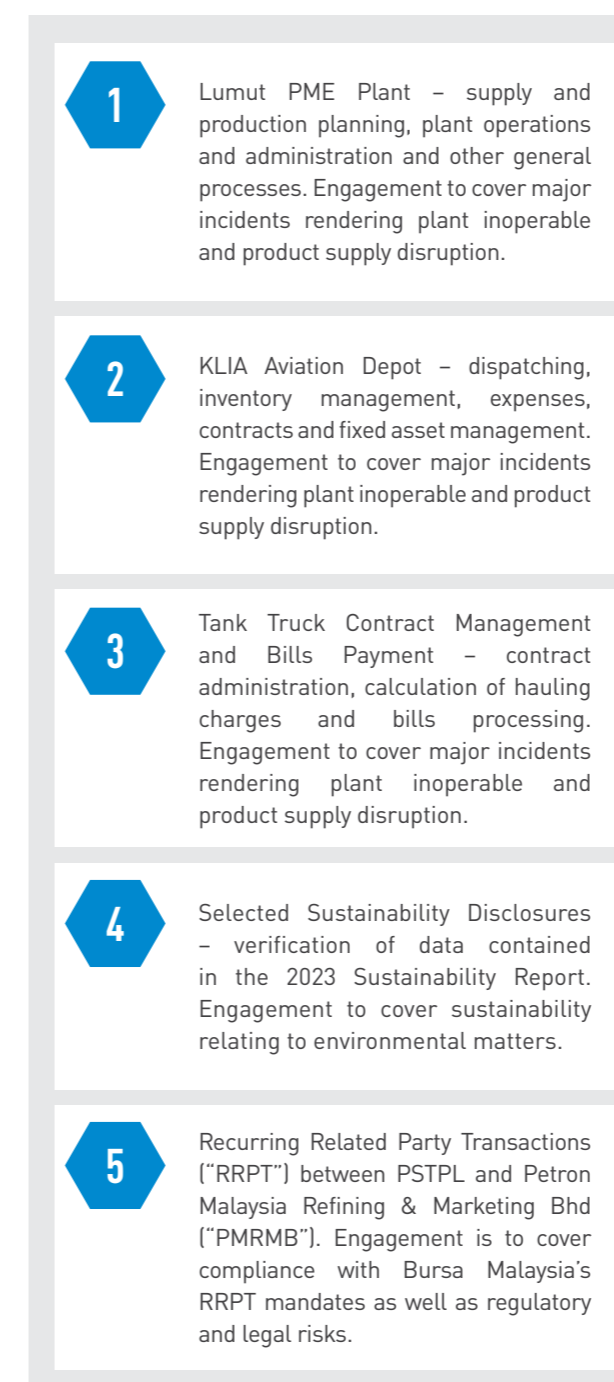 1
Lumut PME Plant – supply and
production planning, plant operations
and administration and other general
processes. Engagement to cover major
incidents rendering plant inoperable
and product supply disruption.
2
KLIA Aviation Depot – dispatching,
inventory management, expenses,
contracts and fixed asset management.
Engagement to cover major incidents
rendering plant inoperable and product
supply disruption.
3
Tank Truck Contract Management
and Bills Payment – contract
administration, calculation of hauling
charges and bills processing.
Engagement to cover major incidents
rendering plant inoperable and
product supply disruption.
4
Selected Sustainability Disclosures
– verification of data contained
in the 2023 Sustainability Report.
Engagement to cover sustainability
relating to environmental matters.
5
Recurring Related Party Transactions
(“RRPT”) between PSTPL and Petron
Malaysia Refining & Marketing Bhd
(“PMRMB”). Engagement is to cover
compliance with Bursa Malaysia’s
RRPT mandates as well as regulatory
and legal risks.